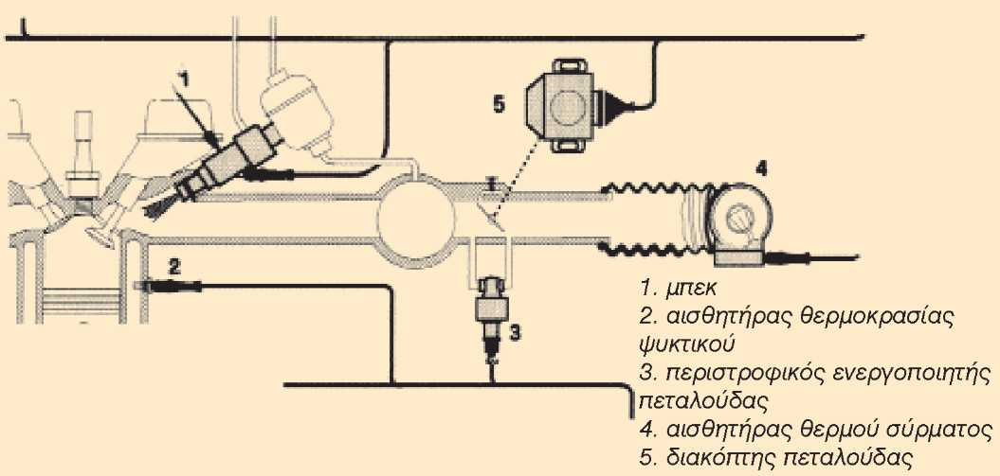 1
5
4
2
3
1. μπεκ
2. αισθητήρας θερμοκρασίας
ψυκτικού
3. περιστροφικός ενεργοποιητής
πεταλούδας
4. αισθητήρας θερμού σύρματος
5. διακόπτης πεταλούδας